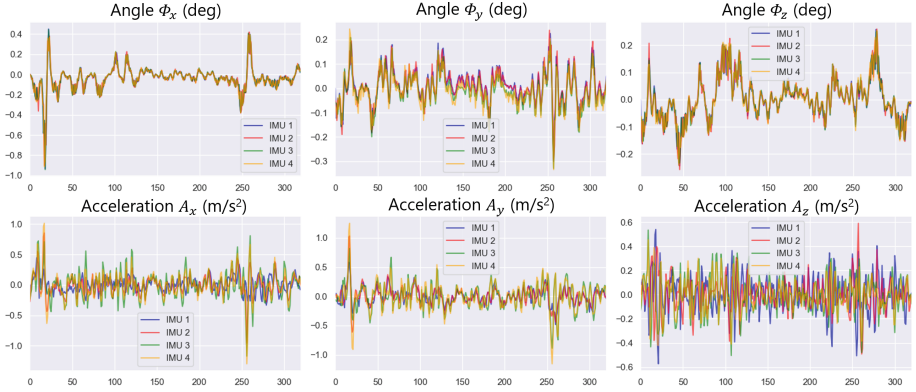 Angle Φx (deg)
Angle Φy (deg)
Angle Φz (deg)
0.4
0.2
0.0
−0.2
−0.4
−0.6
−0.8
−1.0
IMU 1
IMU 2
IMU 3
IMU 4
0 50 100 150 200 250 300
0.2
0.1
0.0
−0.1
−0.2
−0.3
IMU 1
IMU 2
IMU 3
IMU 4
0 50 100 150 200 250 300
0.2
0.1
0.0
−0.1
−0.2
IMU 1
IMU 2
IMU 3
IMU 4
0 50 100 150 200 250 300
Acceleration Ax (m/s²)
Acceleration Ay (m/s²)
Acceleration Az (m/s²)
1.0
0.5
0.0
−0.5
−1.0
IMU 1
IMU 2
IMU 3
IMU 4
0 50 100 150 200 250 300
1.0
0.5
0.0
−0.5
−1.0
IMU 1
IMU 2
IMU 3
IMU 4
0 50 100 150 200 250 300
0.6
0.4
0.2
0.0
−0.2
−0.4
−0.6
IMU 1
IMU 2
IMU 3
IMU 4
0 50 100 150 200 250 300